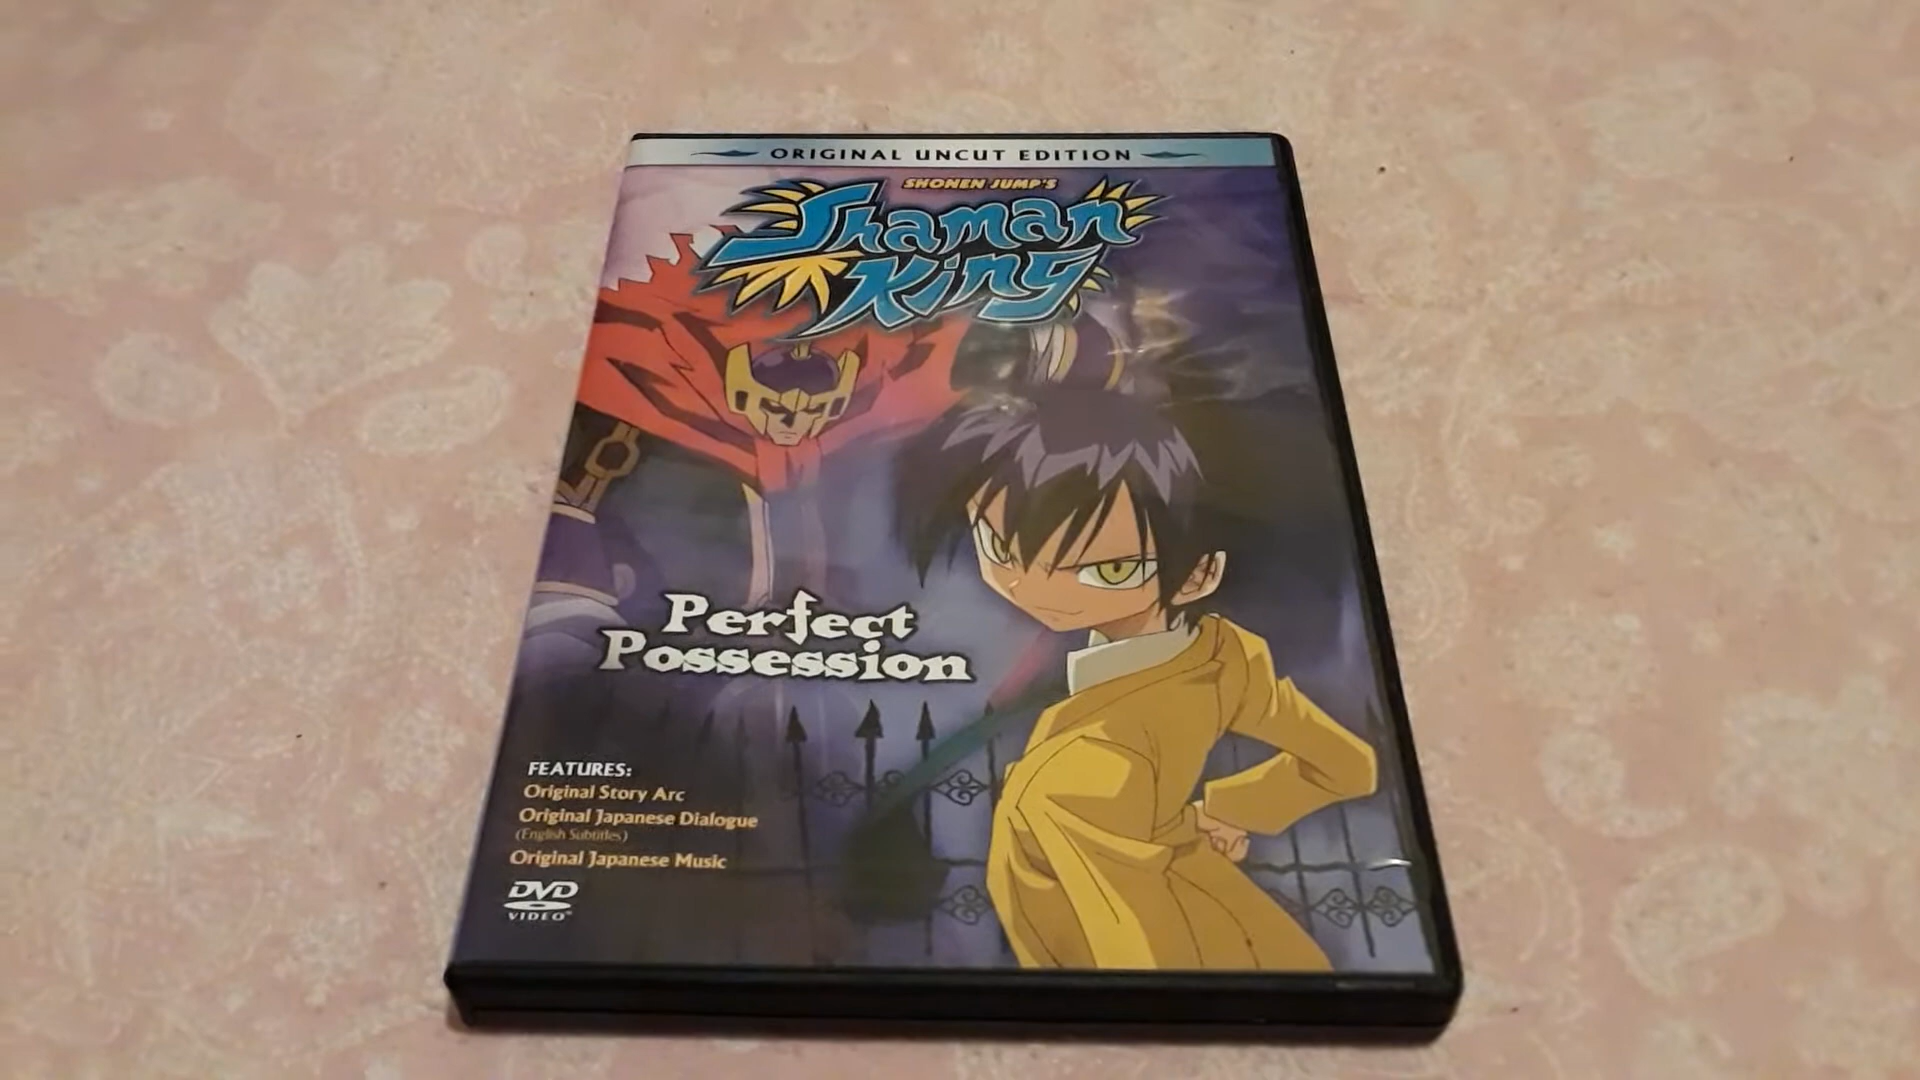 ORIGINAL UNCUT EDITION
SHONEN JUMP'S
Shaman
King
Perfect
Possession
FEATURES:
Original Story Arc
Original Japanese Dialogue
(English Subtitles)
Original Japanese Music
DVD
VIDEO